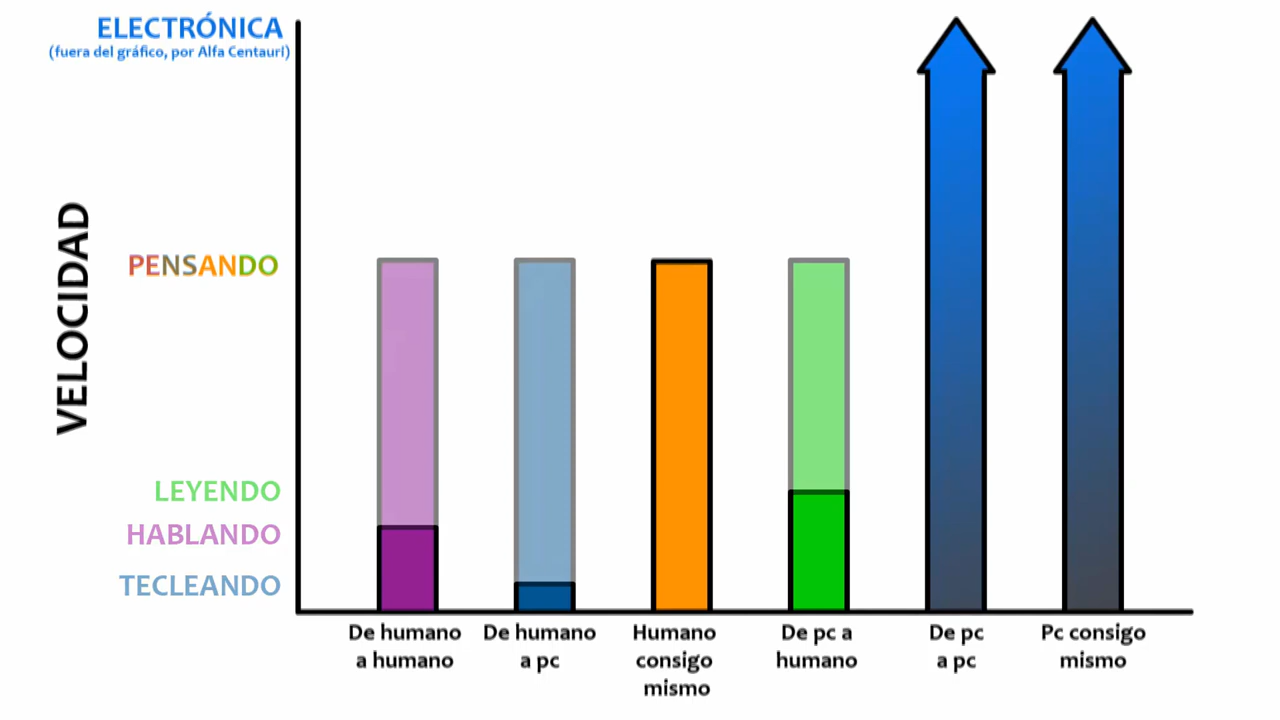 ELECTRÓNICA
(fuera del gráfico, por Alfa Centauri)
VELOCIDAD
PENSANDO
LEYENDO
HABLANDO
TECLEANDO
De humano
a humano
De humano
a pc
Humano
consigo
mismo
De pc a
humano
De pc
a pc
Pc consigo
mismo